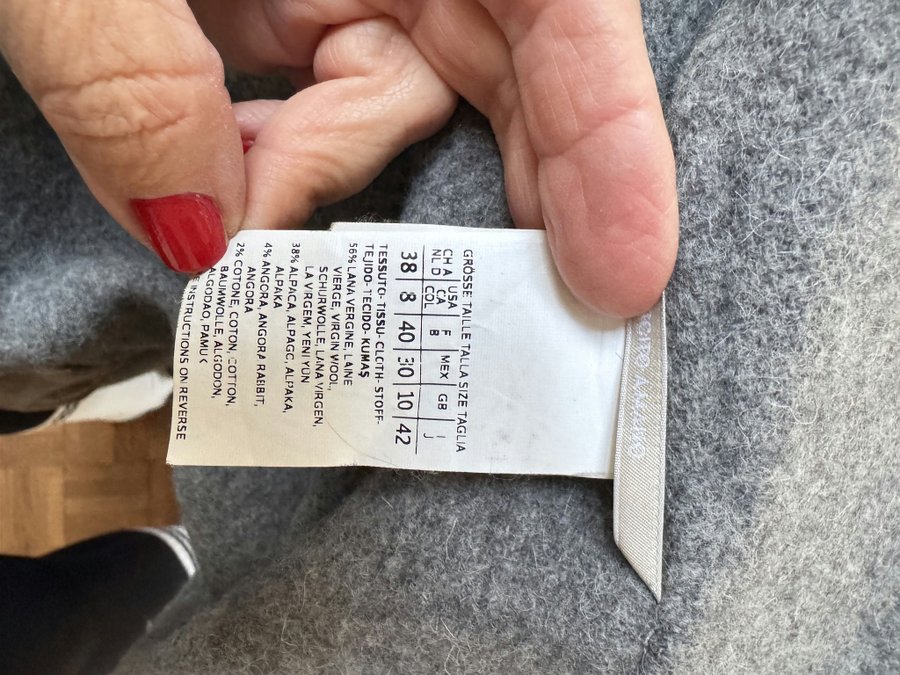 GRÖSSE TAILLE TALLA SIZE TAGLIA
CH A USA F MEX GB I
NL D CA B J
COL
38 8 40 30 10 42
TESSUTO- TISSU- CLOTH- STOFF-
TEJIDO- TECIDO- KUMAŞ
56% LANA VERGINE, LAINE
VIERGE, VIRGIN WOOL,
SCHURWOLLE, LANA VIRGEN,
LA VIRGEM, YENI YÜN
38% ALPACA, ALPAGC, ALPAKA,
ALPAKA
4% ANGORA, ANGORA RABBIT,
ANGORA
2% COTONE, COTON, COTTON,
BAUMWOLLE, ALGODON,
ALGODAO, PAMUK
INSTRUCTIONS ON REVERSE